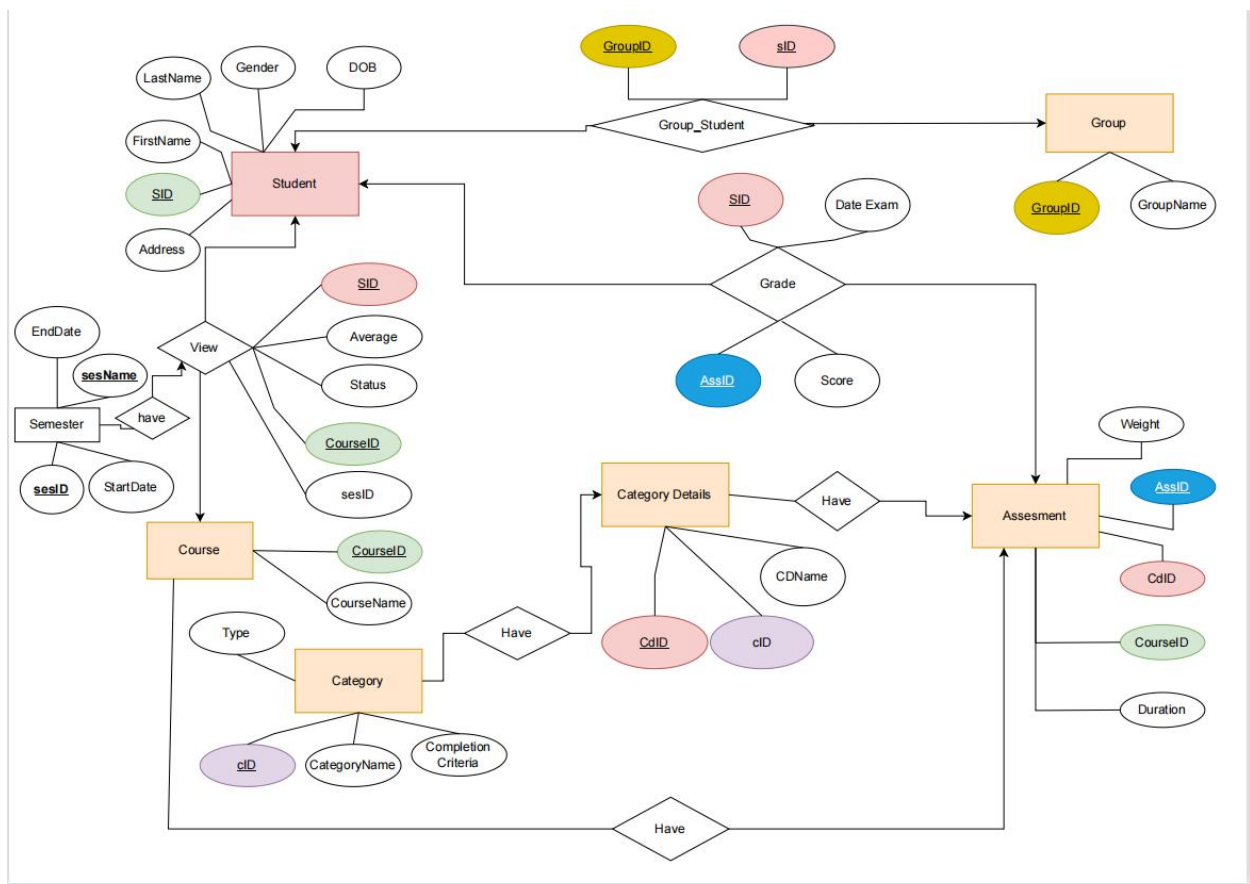 GroupID
sID
Gender
DOB
LastName
Group_Student
Group
FirstName
Student
SID
SID
Date Exam
GroupID
GroupName
Address
SID
Grade
EndDate
Average
View
sesName
Status
AssID
Score
have
Semester
CourseID
Weight
sesID
StartDate
sesID
Category Details
Have
AssID
Assesment
Course
CourseID
CDName
CdID
CourseName
Type
Have
CdID
cID
CourseID
Category
Duration
cID
CategoryName
Completion
Criteria
Have